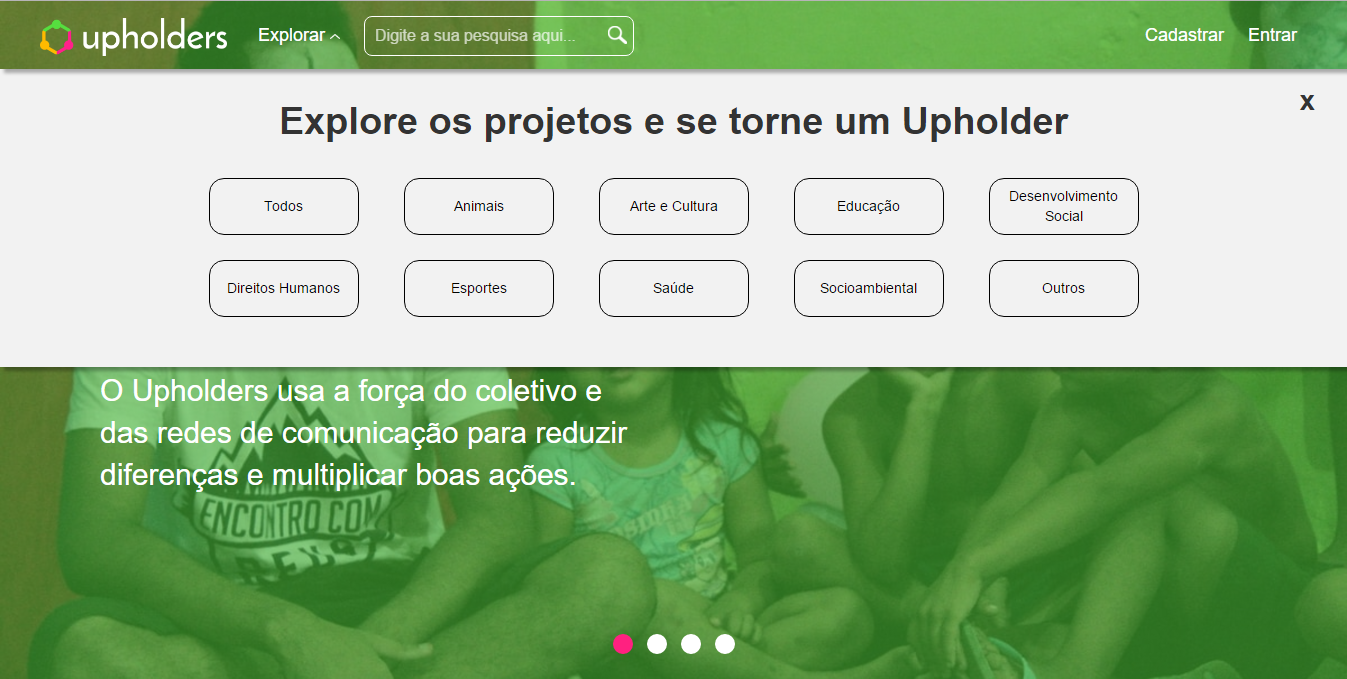 upholders Explorar Digite a sua pesquisa aqui... Cadastrar Entrar
x
Explore os projetos e se torne um Upholder
Todos Animais Arte e Cultura Educação Desenvolvimento
Social
Direitos Humanos Esportes Saúde Socioambiental Outros
O Upholders usa a força do coletivo e
das redes de comunicação para reduzir
diferenças e multiplicar boas ações.
ENCONTRO COM